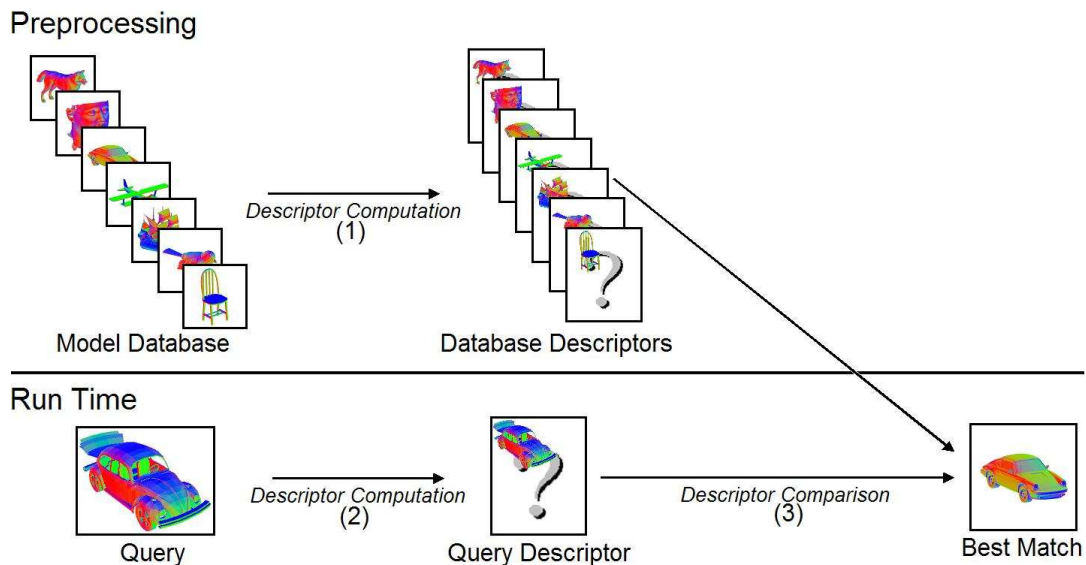 Preprocessing
Descriptor Computation
(1)
Model Database
Database Descriptors
Run Time
Descriptor Computation
(2)
Descriptor Comparison
(3)
Query
Query Descriptor
Best Match